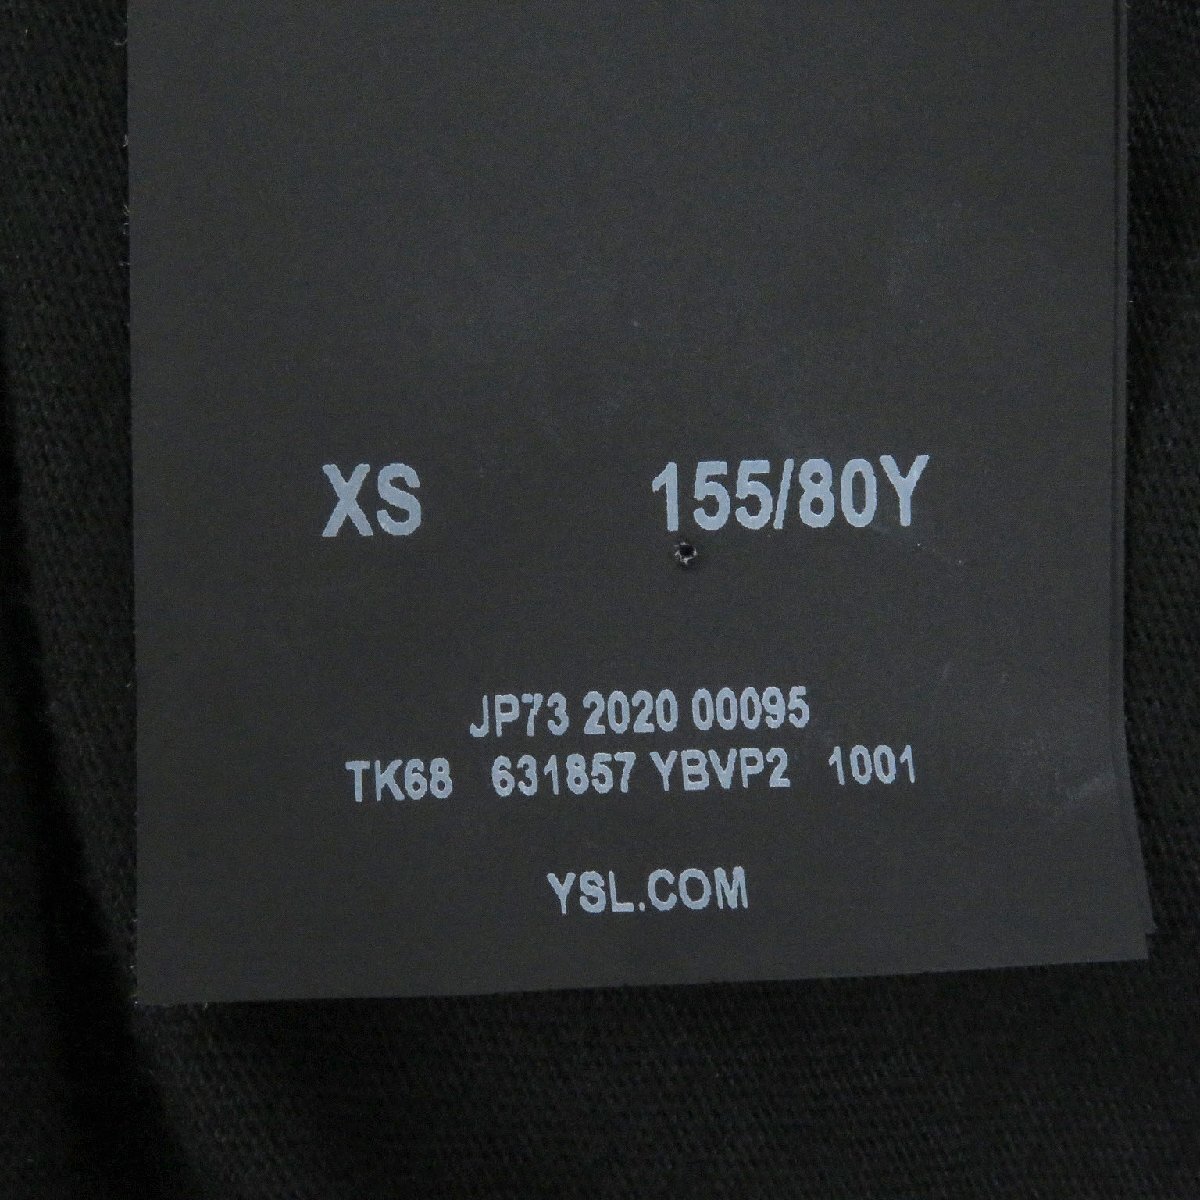 XS 155/80Y
JP73 2020 00095
TK68 631857 YBVP2 1001
YSL.COM